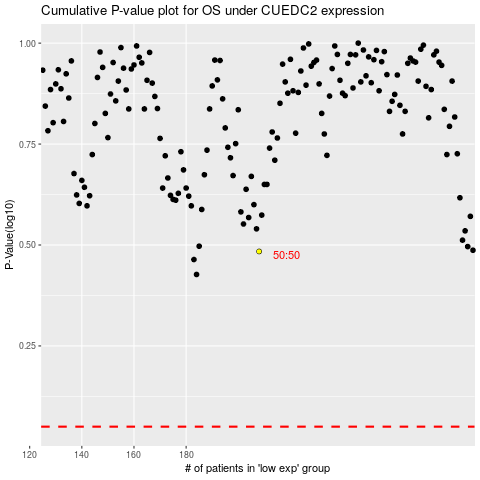 Cumulative P-value plot for OS under CUEDC2 expression
P-Value(log10)
1.00
0.75
0.50
0.25
50:50
120 140 160 180
# of patients in 'low exp' group